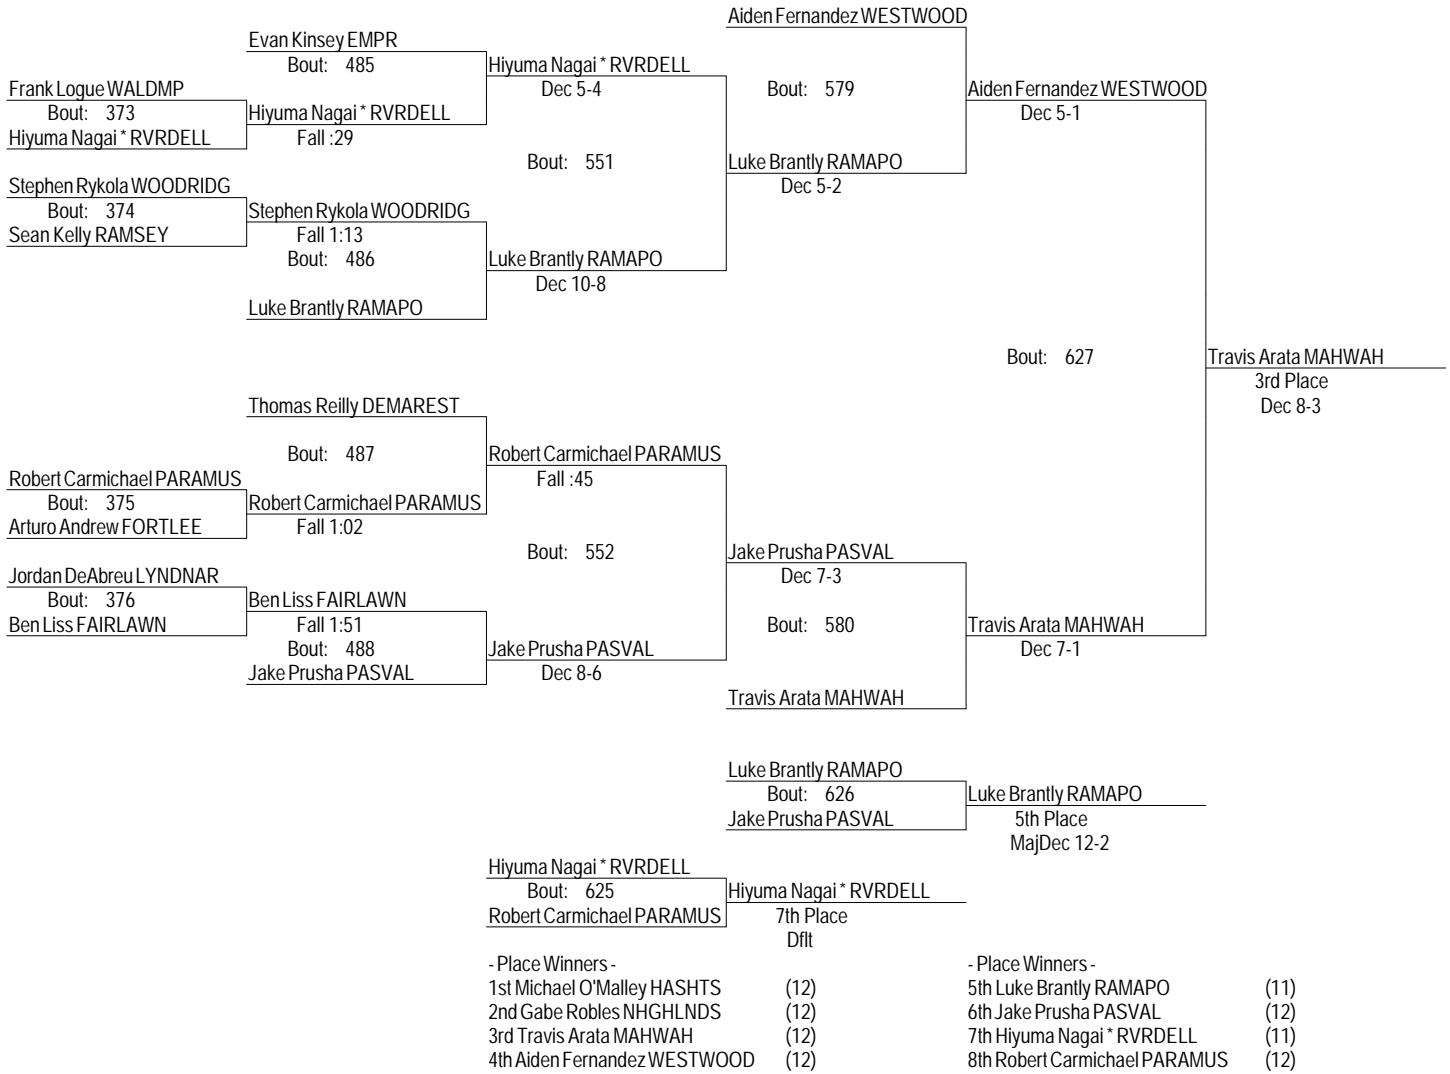 Aiden Fernandez WESTWOOD
Evan Kinsey EMPR
Bout: 485
Hiyuma Nagai * RVRDELL
Dec 5-4
Frank Logue WALDMP
Bout: 373
Hiyuma Nagai * RVRDELL
Hiyuma Nagai * RVRDELL
Fall :29
Bout: 579
Aiden Fernandez WESTWOOD
Dec 5-1
Bout: 551
Luke Brantly RAMAPO
Dec 5-2
Stephen Rykola WOODRIDG
Bout: 374
Sean Kelly RAMSEY
Stephen Rykola WOODRIDG
Fall 1:13
Bout: 486
Luke Brantly RAMAPO
Dec 10-8
Luke Brantly RAMAPO
Bout: 627
Travis Arata MAHWAH
3rd Place
Dec 8-3
Thomas Reilly DEMAREST
Bout: 487
Robert Carmichael PARAMUS
Fall :45
Robert Carmichael PARAMUS
Bout: 375
Arturo Andrew FORTLEE
Robert Carmichael PARAMUS
Fall 1:02
Bout: 552
Jake Prusha PASVAL
Dec 7-3
Jordan DeAbreu LYNDNAR
Bout: 376
Ben Liss FAIRLAWN
Ben Liss FAIRLAWN
Fall 1:51
Bout: 488
Jake Prusha PASVAL
Jake Prusha PASVAL
Dec 8-6
Bout: 580
Travis Arata MAHWAH
Dec 7-1
Travis Arata MAHWAH
Luke Brantly RAMAPO
Bout: 626
Jake Prusha PASVAL
Luke Brantly RAMAPO
5th Place
MajDec 12-2
Hiyuma Nagai * RVRDELL
Bout: 625
Robert Carmichael PARAMUS
Hiyuma Nagai * RVRDELL
7th Place
Dflt
- Place Winners -
1st Michael O'Malley HASHTS (12)
2nd Gabe Robles NHGHLNDS (12)
3rd Travis Arata MAHWAH (12)
4th Aiden Fernandez WESTWOOD (12)
- Place Winners -
5th Luke Brantly RAMAPO (11)
6th Jake Prusha PASVAL (12)
7th Hiyuma Nagai * RVRDELL (11)
8th Robert Carmichael PARAMUS (12)